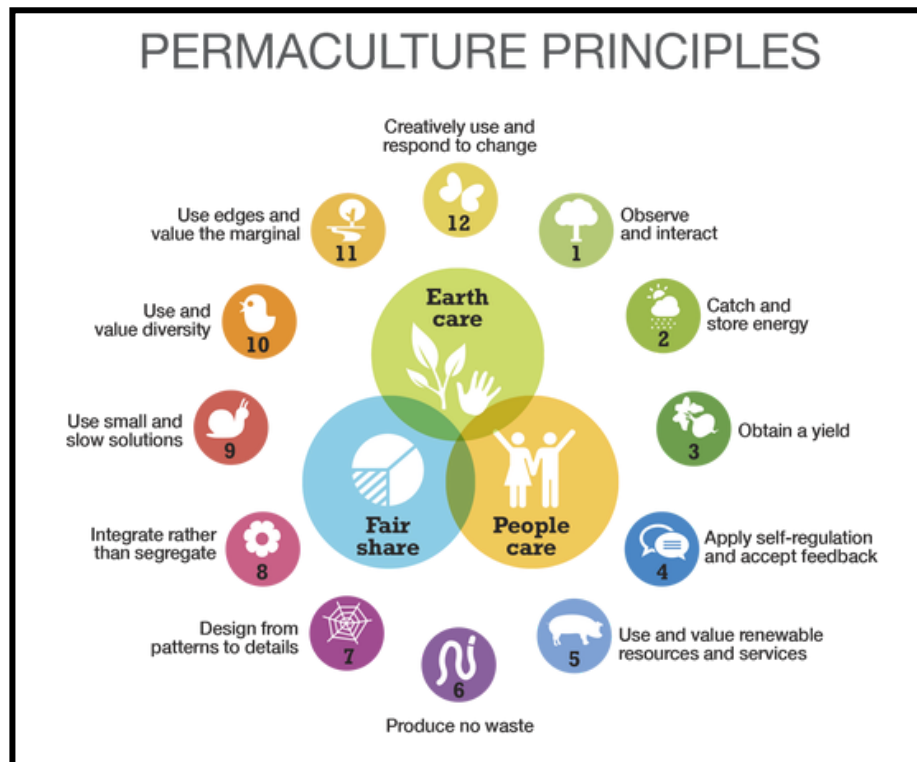 PERMACULTURE PRINCIPLES
Creatively use and
respond to change
12
Observe
and interact
1
Catch and
store energy
2
Obtain a yield
3
Apply self-regulation
and accept feedback
4
Use and value renewable
resources and services
5
Produce no waste
6
Design from
patterns to details
7
Integrate rather
than segregate
8
Use small and
slow solutions
9
Use and
value diversity
10
Use edges and
value the marginal
11
Earth
care
Fair
share
People
care